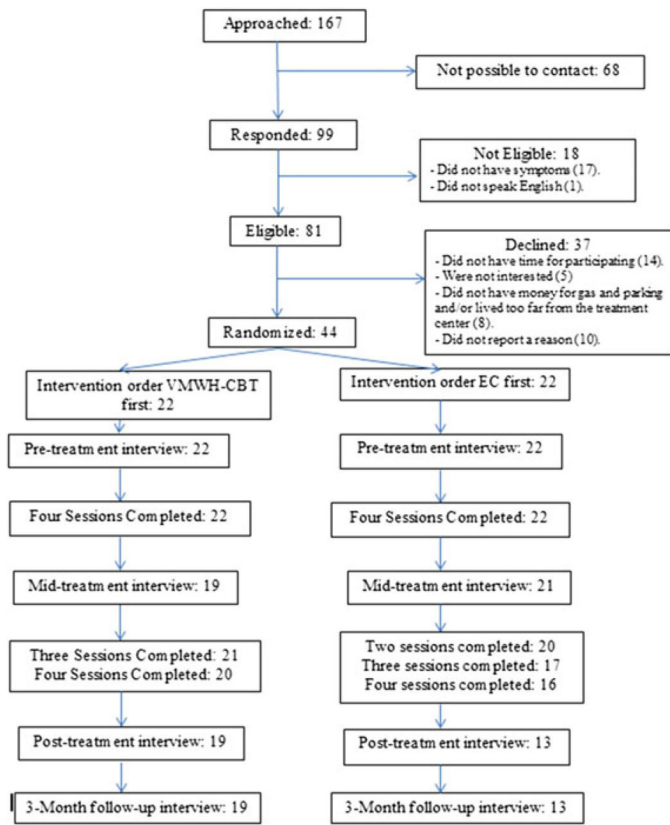 Approached: 167
Not possible to contact: 68
Responded: 99
Not Eligible: 18
- Did not have symptoms (17).
- Did not speak English (1).
Eligible: 81
Declined: 37
- Did not have time for participating (14).
- Were not interested (5)
- Did not have money for gas and parking
and/or lived too far from the treatment
center (8).
- Did not report a reason (10).
Randomized: 44
Intervention order VMWH-CBT
first: 22
Intervention order EC first: 22
Pre-treatment interview: 22
Pre-treatment interview: 22
Four Sessions Completed: 22
Four Sessions Completed: 22
Mid-treatment interview: 19
Mid-treatment interview: 21
Three Sessions Completed: 21
Four Sessions Completed: 20
Two sessions completed: 20
Three sessions completed: 17
Four sessions completed: 16
Post-treatment interview: 19
Post-treatment interview: 13
3-Month follow-up interview: 19
3-Month follow-up interview: 13